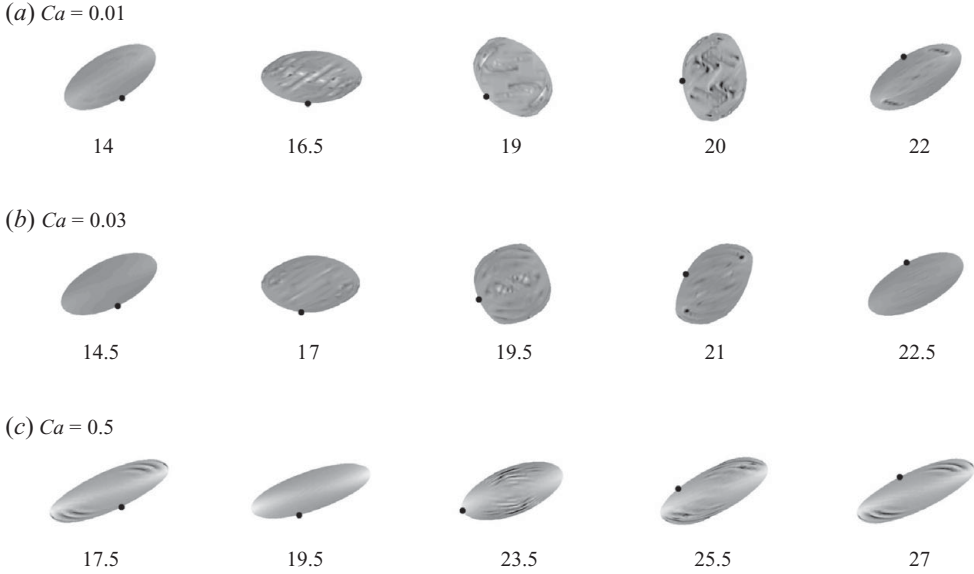 (a) Ca = 0.01
14 16.5 19 20 22
(b) Ca = 0.03
14.5 17 19.5 21 22.5
(c) Ca = 0.5
17.5 19.5 23.5 25.5 27